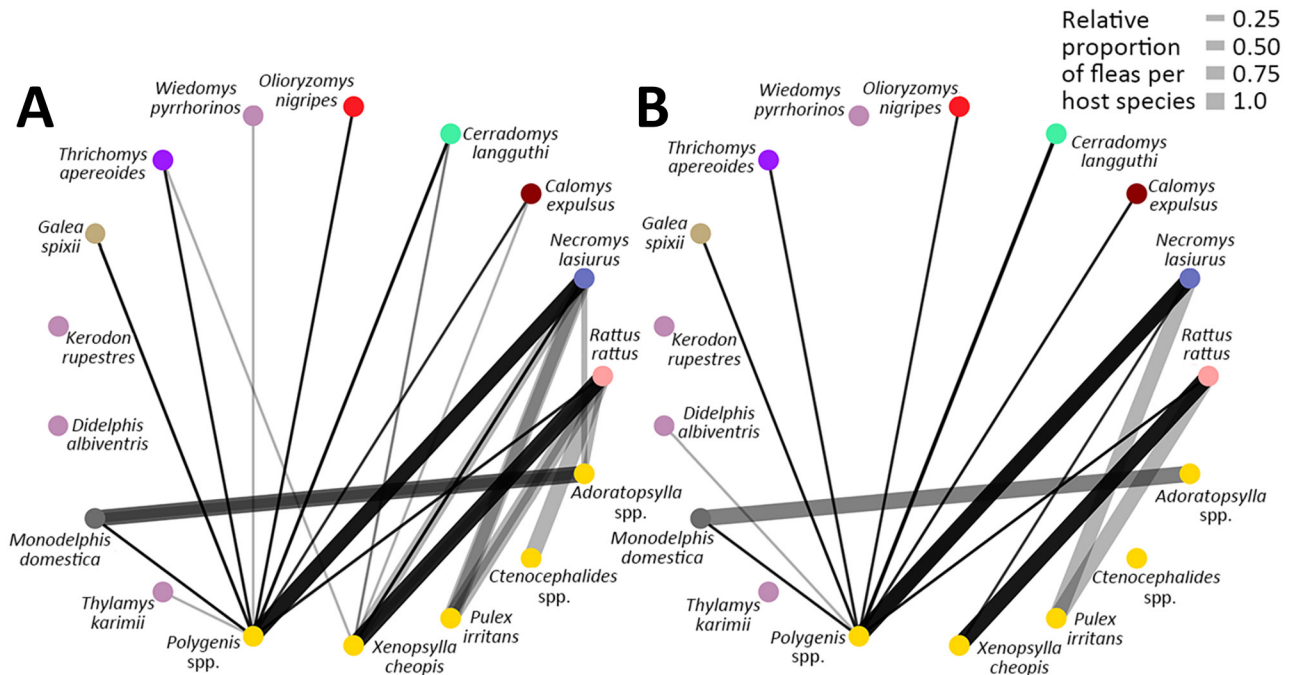 Relative
proportion
of fleas per
host species
0.25
0.50
0.75
1.0
A
Wiedomys
pyrrhorinos
Olioryzomys
nigripes
Cerradomys
langguthi
Thrichomys
apereoides
Calomys
expulsus
Galea
spixii
Necromys
lasiurus
Kerodon
rupestres
Rattus
rattus
Didelphis
albiventris
Adoratopsylla
spp.
Monodelphis
domestica
Ctenocephalides
spp.
Thylamys
karimii
Pulex
irritans
Polygenis
spp.
Xenopsylla
cheopis
B
Wiedomys
pyrrhorinos
Olioryzomys
nigripes
Cerradomys
langguthi
Thrichomys
apereoides
Calomys
expulsus
Galea
spixii
Necromys
lasiurus
Kerodon
rupestres
Rattus
rattus
Didelphis
albiventris
Adoratopsylla
spp.
Monodelphis
domestica
Ctenocephalides
spp.
Thylamys
karimii
Pulex
irritans
Polygenis
spp.
Xenopsylla
cheopis